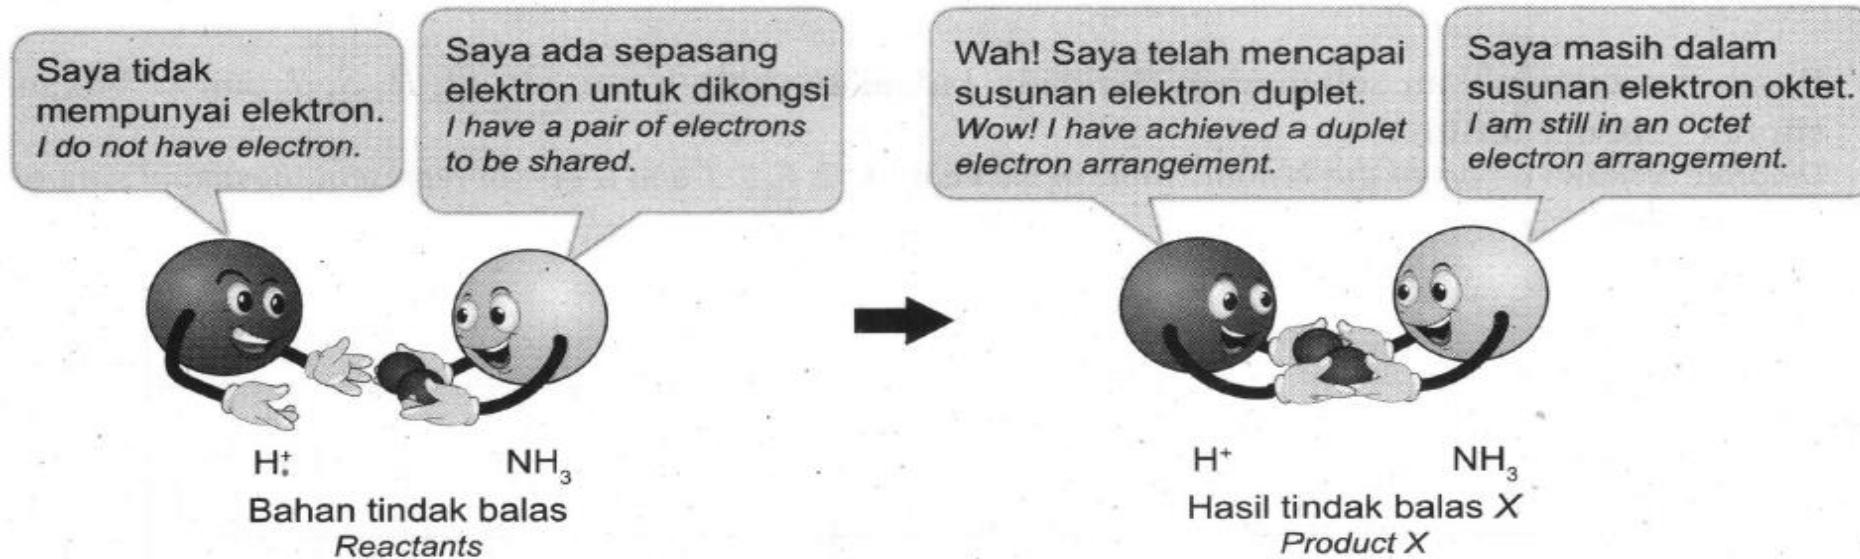 Saya tidak
mempunyai elektron.
I do not have electron.
Saya ada sepasang
elektron untuk dikongsi
I have a pair of electrons
to be shared.
Wah! Saya telah mencapai
susunan elektron duplet.
Wow! I have achieved a duplet
electron arrangement.
Saya masih dalam
susunan elektron oktet.
I am still in an octet
electron arrangement.
H⁺
NH₃
Bahan tindak balas
Reactants
H⁺
NH₃
Hasil tindak balas X
Product X